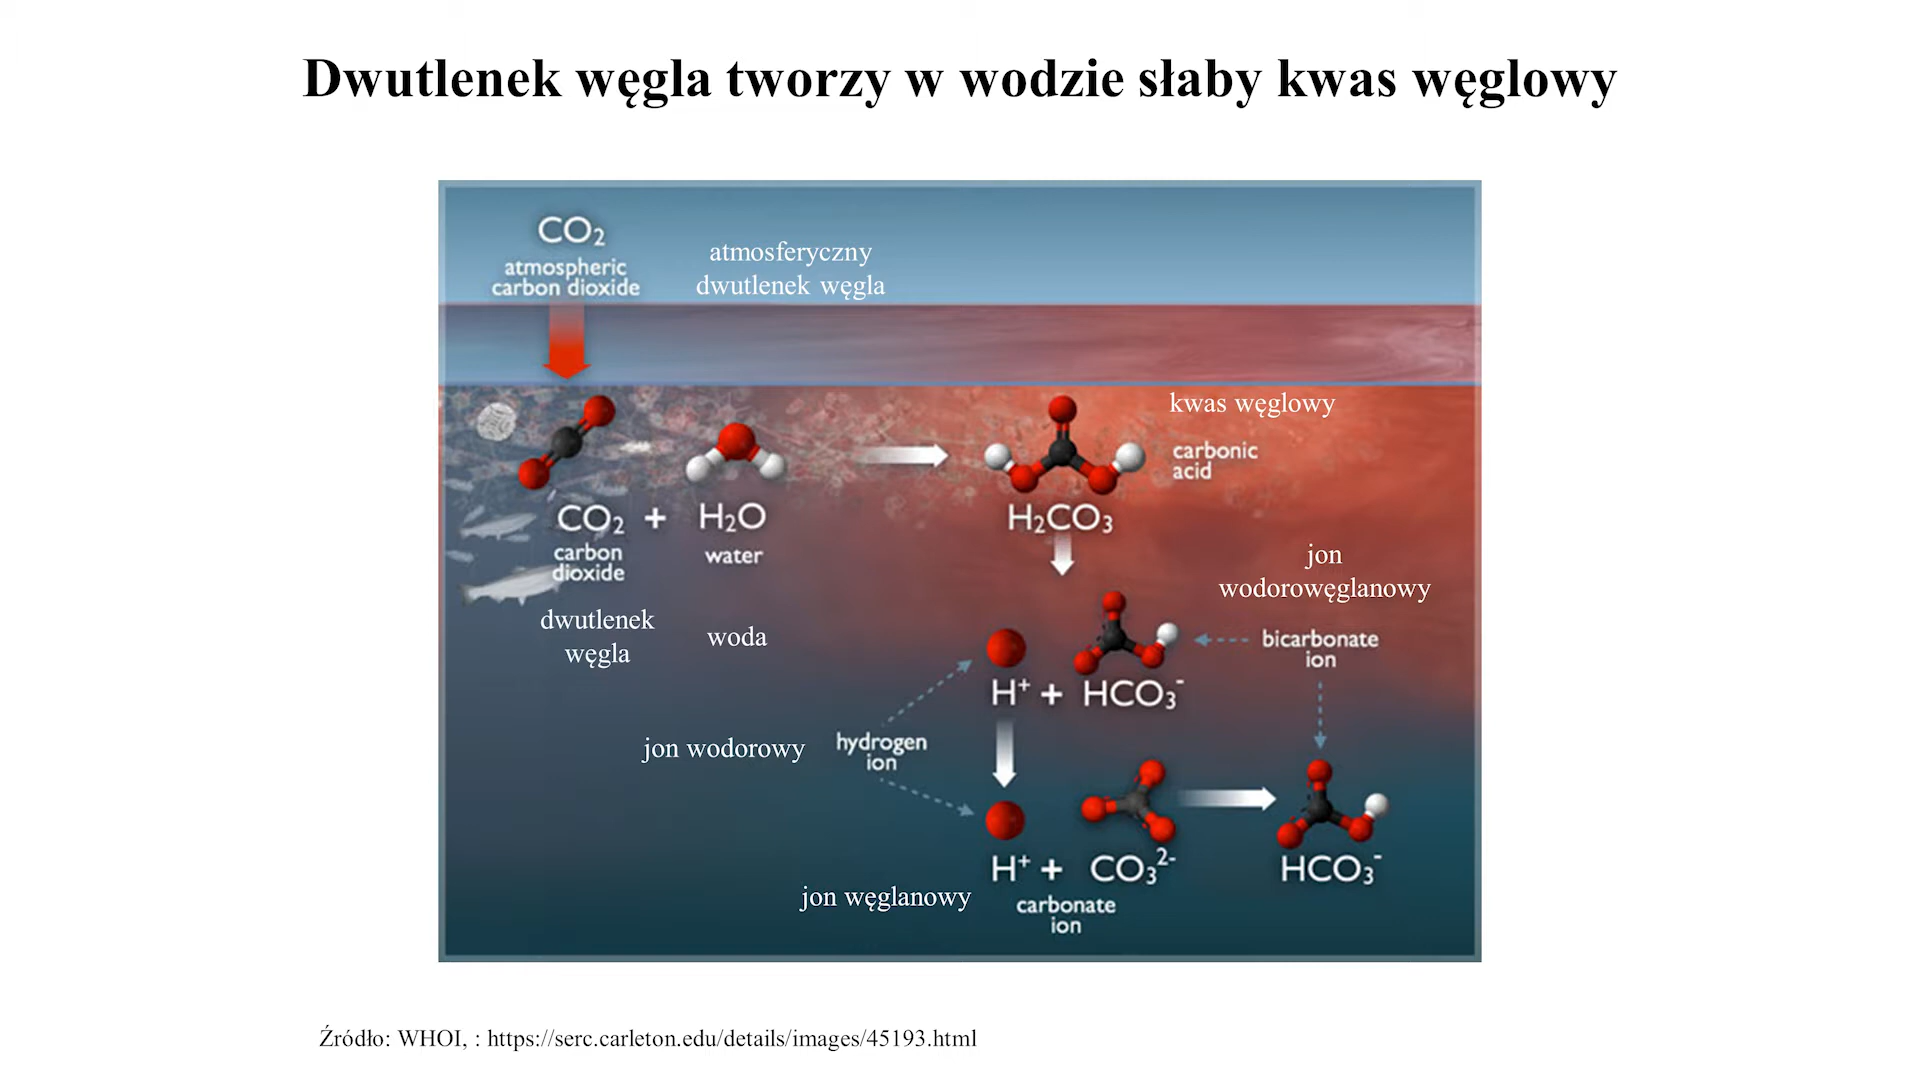 Dwutlenek węgla tworzy w wodzie słaby kwas węglowy
CO₂
atmospheric
carbon dioxide
atmosferyczny
dwutlenek węgla
kwas węglowy
carbonic
acid
CO₂ + H₂O
H₂CO₃
carbon
dioxide
water
dwutlenek
węgla
woda
jon
wodorowęglanowy
bicarbonate
ion
H⁺ + HCO₃⁻
jon wodorowy
hydrogen
ion
H⁺ + CO₃²⁻
HCO₃⁻
jon węglanowy
carbonate
ion
Źródło: WHOI, : https://serc.carleton.edu/details/images/45193.html